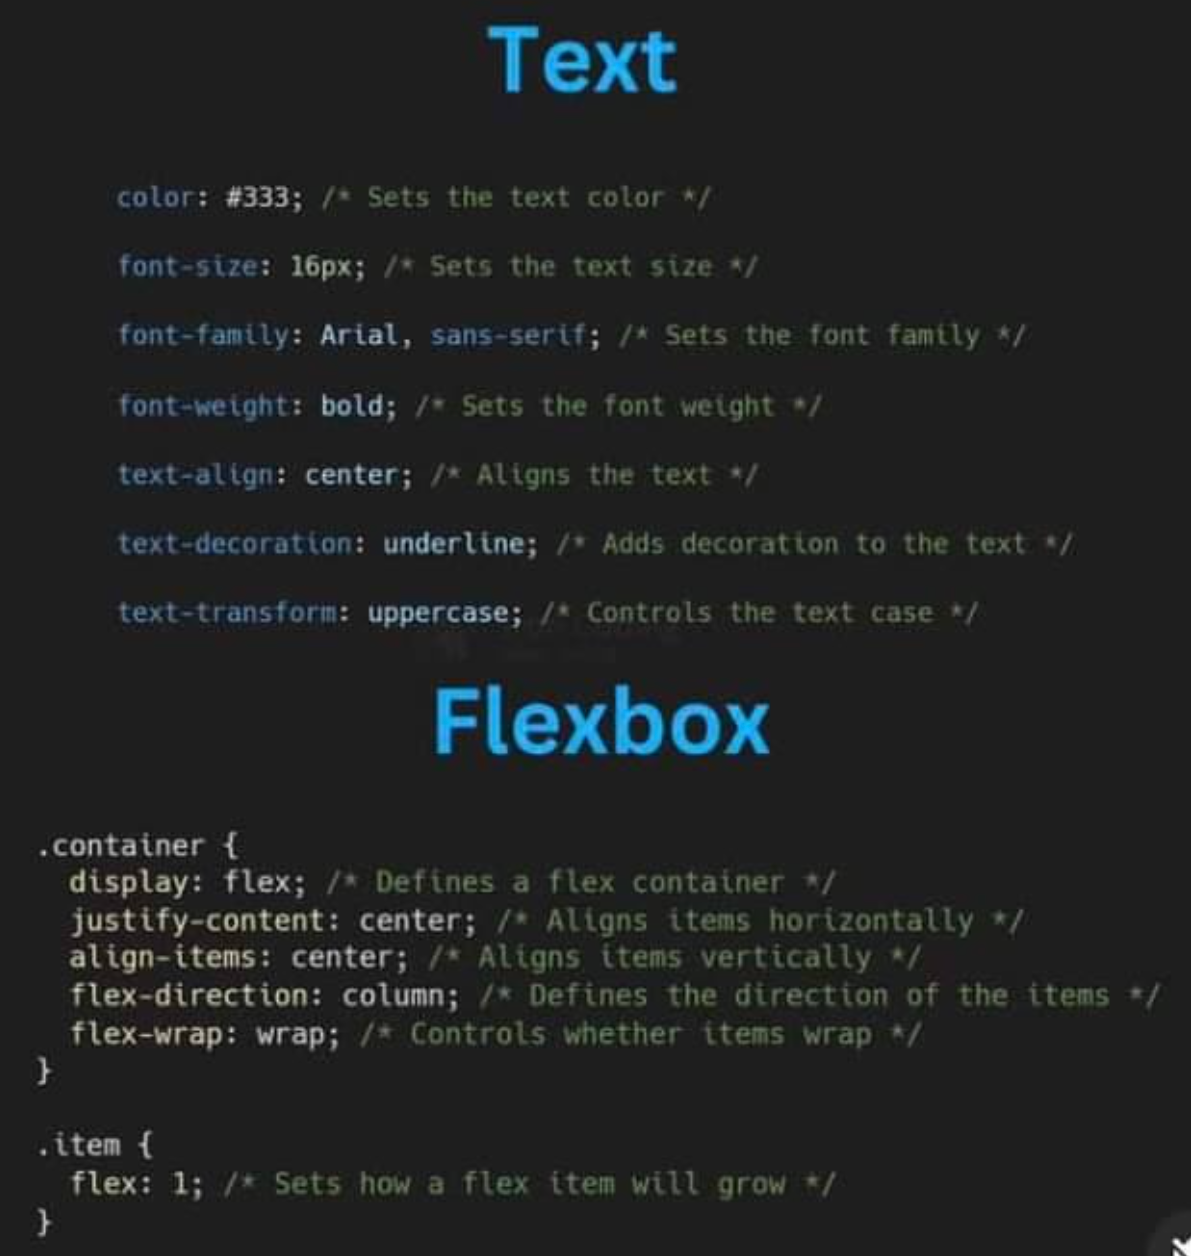 Text
color: #333; /* Sets the text color */
font-size: 16px; /* Sets the text size */
font-family: Arial, sans-serif; /* Sets the font family */
font-weight: bold; /* Sets the font weight */
text-align: center; /* Aligns the text */
text-decoration: underline; /* Adds decoration to the text */
text-transform: uppercase; /* Controls the text case */
Flexbox
.container {
display: flex; /* Defines a flex container */
justify-content: center; /* Aligns items horizontally */
align-items: center; /* Aligns items vertically */
flex-direction: column; /* Defines the direction of the items */
flex-wrap: wrap; /* Controls whether items wrap */
}
.item {
flex: 1; /* Sets how a flex item will grow */
}